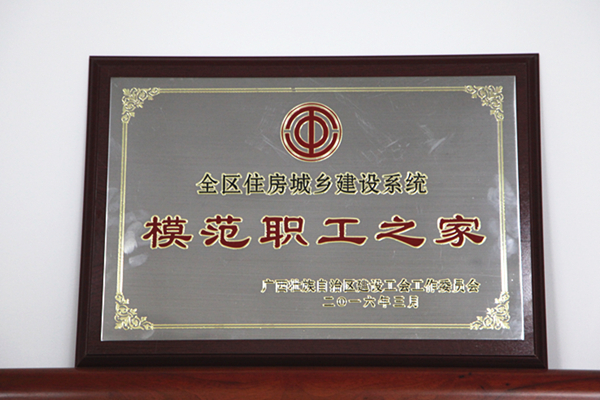 全区住房城乡建设系统
模范职工之家
广西壮族自治区建设工会工作委员会
二〇一六年三月